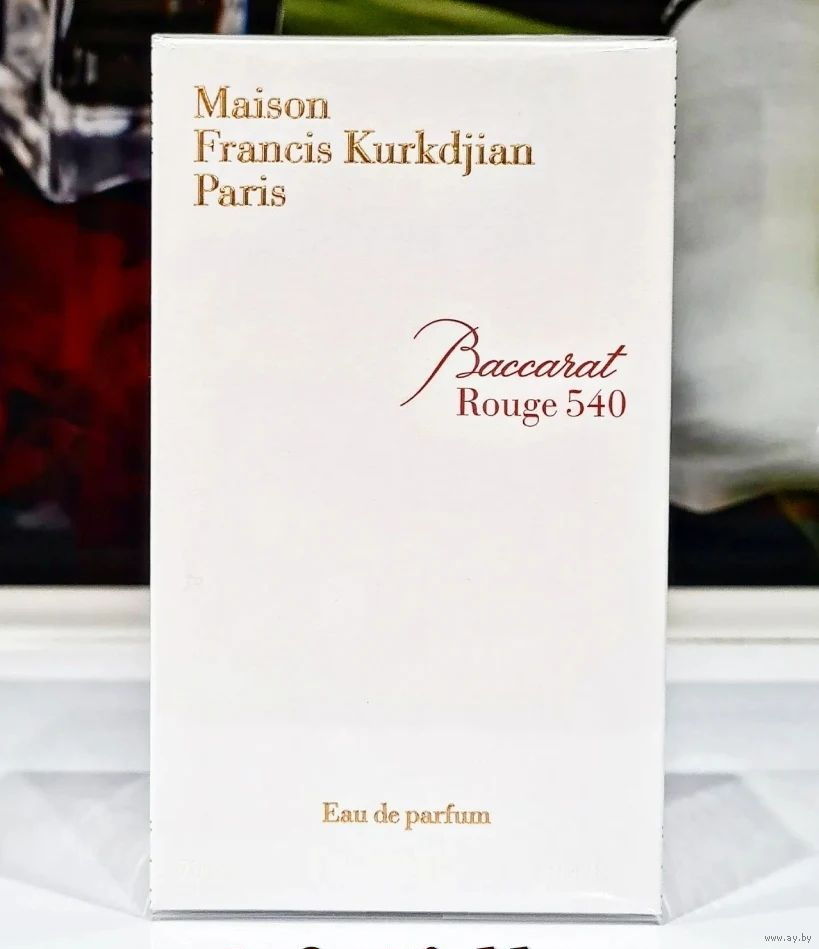 Maison
Francis Kurkdjian
Paris
Baccarat
Rouge 540
Eau de parfum
www.ay.by